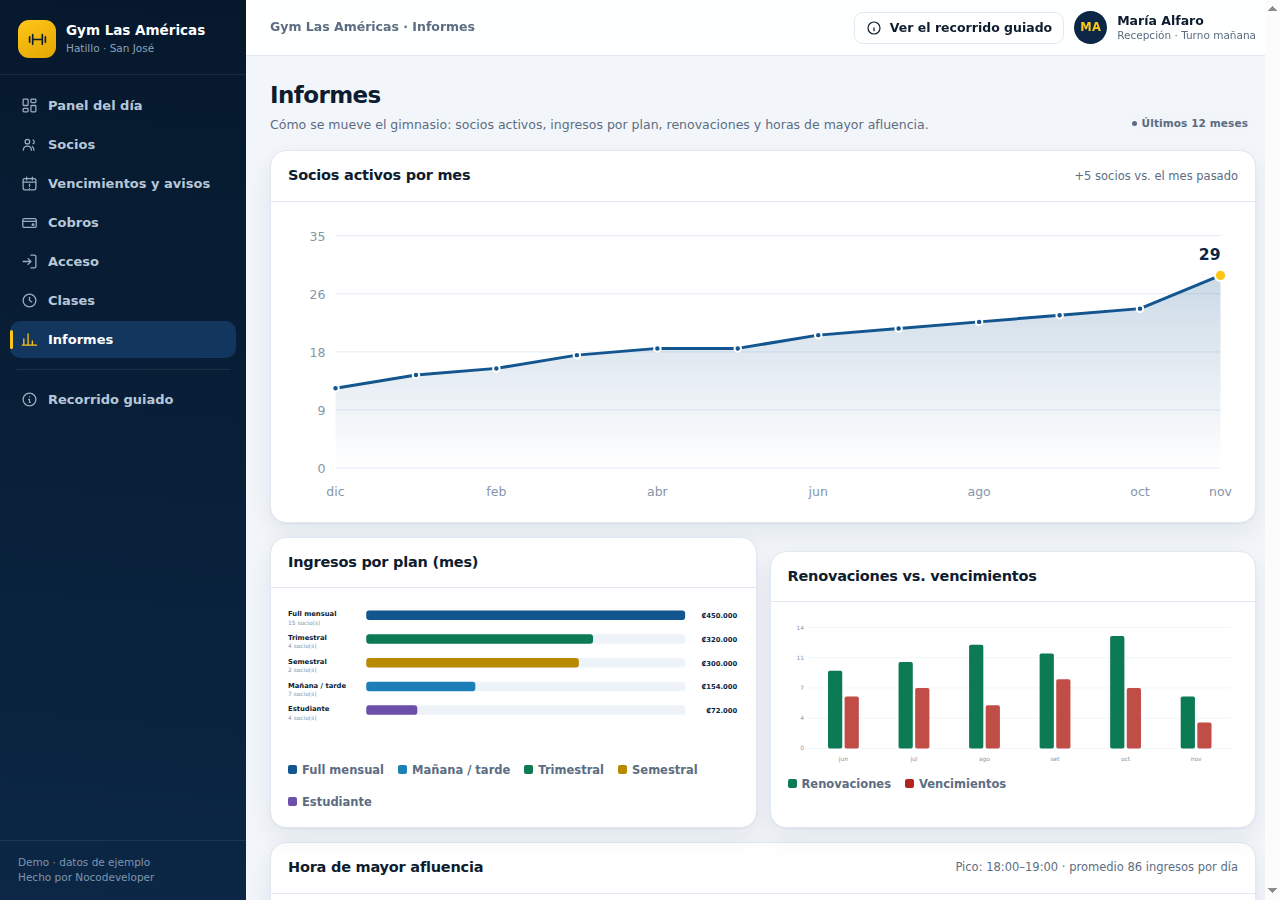 Gym Las Américas
Hatillo · San José
Panel del día
Socios
Vencimientos y avisos
Cobros
Acceso
Clases
Informes
Recorrido guiado
Demo · datos de ejemplo
Hecho por Nocodeveloper
Gym Las Américas · Informes
Ver el recorrido guiado
MA
María Alfaro
Recepción · Turno mañana
Informes
Cómo se mueve el gimnasio: socios activos, ingresos por plan, renovaciones y horas de mayor afluencia.
Últimos 12 meses
Socios activos por mes
+5 socios vs. el mes pasado
35
26
18
9
0
29
dic feb abr jun ago oct nov
Ingresos por plan (mes)
Full mensual ₡450.000
15 socio(s)
Trimestral ₡320.000
4 socio(s)
Semestral ₡300.000
2 socio(s)
Mañana / tarde ₡154.000
7 socio(s)
Estudiante ₡72.000
4 socio(s)
Full mensual Mañana / tarde Trimestral Semestral
Estudiante
Renovaciones vs. vencimientos
14
11
7
4
0
jun jul ago set oct nov
Renovaciones Vencimientos
Hora de mayor afluencia
Pico: 18:00–19:00 · promedio 86 ingresos por día